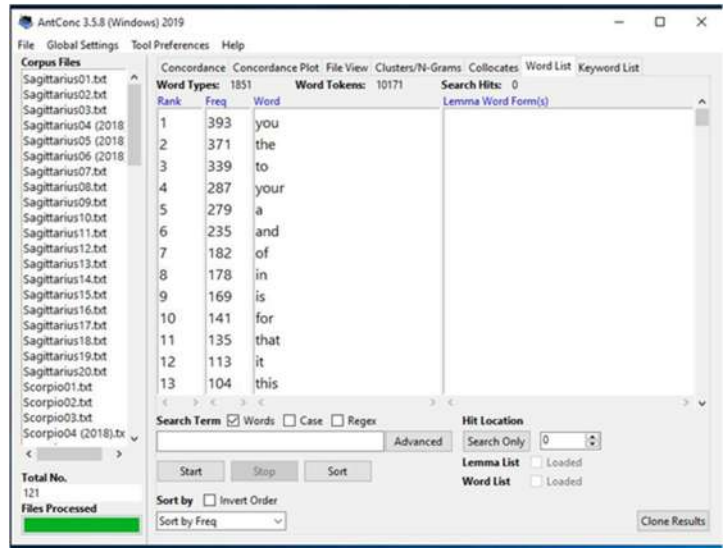 AntConc 3.5.8 (Windows) 2019
File Global Settings Tool Preferences Help
Corpus Files
Sagittarius01.txt
Sagittarius02.txt
Sagittarius03.txt
Sagittarius04 (2018
Sagittarius05 (2018
Sagittarius06 (2018
Sagittarius07.txt
Sagittarius08.txt
Sagittarius09.txt
Sagittarius10.txt
Sagittarius11.txt
Sagittarius12.txt
Sagittarius13.txt
Sagittarius14.txt
Sagittarius15.txt
Sagittarius16.txt
Sagittarius17.txt
Sagittarius18.txt
Sagittarius19.txt
Sagittarius20.txt
Scorpio01.txt
Scorpio02.txt
Scorpio03.txt
Scorpio04 (2018).tx
Total No.
121
Files Processed
Concordance Concordance Plot File View Clusters/N-Grams Collocates Word List Keyword List
Word Types: 1851 Word Tokens: 10171 Search Hits: 0
Rank Freq Word Lemma Word Form(s)
1 393 you
2 371 the
3 339 to
4 287 your
5 279 a
6 235 and
7 182 of
8 178 in
9 169 is
10 141 for
11 135 that
12 113 it
13 104 this
Search Term Words Case Regex Hit Location
Advanced Search Only 0
Start Stop Sort Lemma List Loaded
Word List Loaded
Sort by Invert Order
Sort by Freq Clone Results